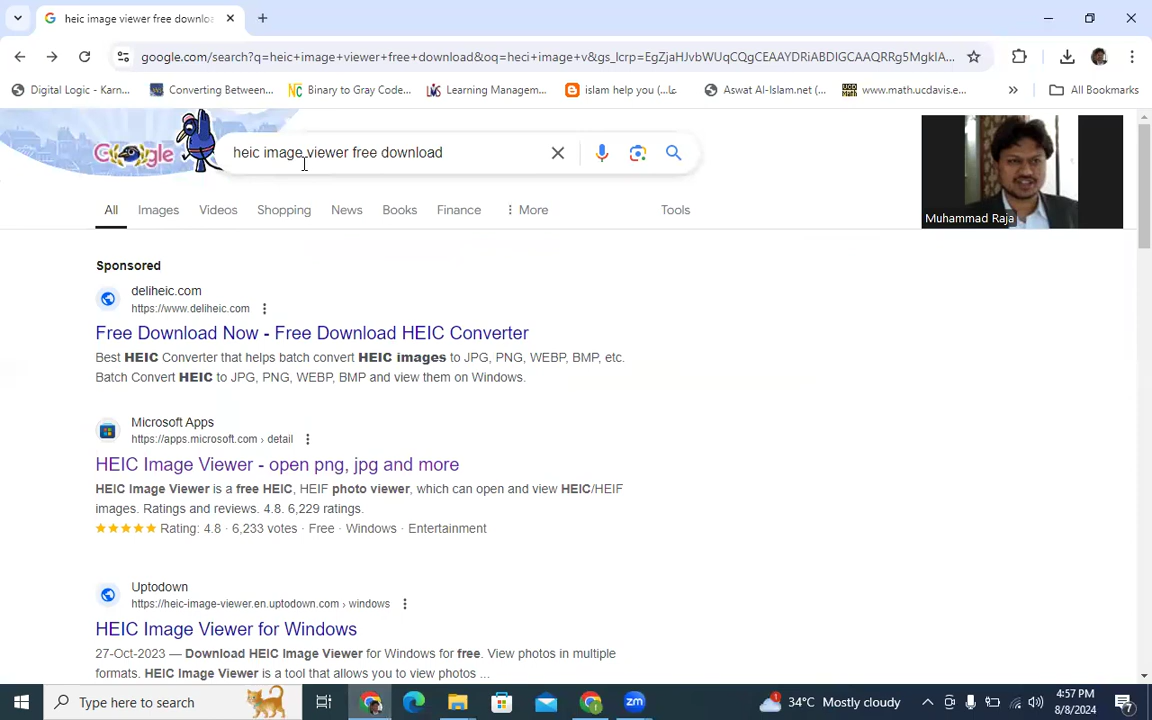 heic image viewer free downlo
google.com/search?q=heic+image+viewer+free+download&oq=heci+image+v&gs_lcrp=EgZjaHJvbWUqCQgCEAAYDRiABDIGCAAQRRg5MgkIA...
Digital Logic - Karn... Converting Between... Binary to Gray Code... Learning Managem... islam help you (... Aswat Al-Islam.net (... www.math.ucdavis.e... » All Bookmarks
Google
heic image viewer free download
All Images Videos Shopping News Books Finance More Tools
Muhammad Raja
Sponsored
deliheic.com
https://www.deliheic.com
Free Download Now - Free Download HEIC Converter
Best HEIC Converter that helps batch convert HEIC images to JPG, PNG, WEBP, BMP, etc.
Batch Convert HEIC to JPG, PNG, WEBP, BMP and view them on Windows.
Microsoft Apps
https://apps.microsoft.com › detail
HEIC Image Viewer - open png, jpg and more
HEIC Image Viewer is a free HEIC, HEIF photo viewer, which can open and view HEIC/HEIF
images. Ratings and reviews. 4.8. 6,229 ratings.
Rating: 4.8 · 6,233 votes · Free · Windows · Entertainment
Uptodown
https://heic-image-viewer.en.uptodown.com › windows
HEIC Image Viewer for Windows
27-Oct-2023 — Download HEIC Image Viewer for Windows for free. View photos in multiple
formats. HEIC Image Viewer is a tool that allows you to view photos ...
Type here to search
zm
1
34°C Mostly cloudy
4:57 PM
8/8/2024
7